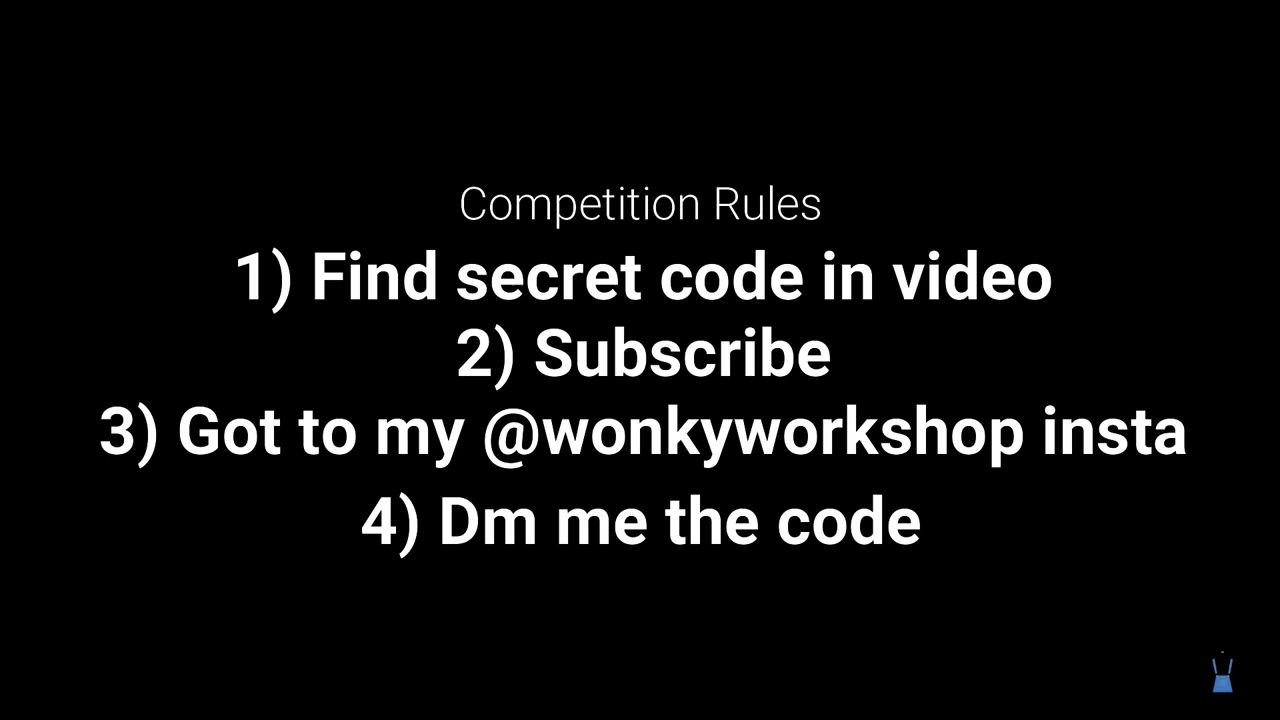 Competition Rules
1) Find secret code in video
2) Subscribe
3) Got to my @wonkyworkshop insta
4) Dm me the code